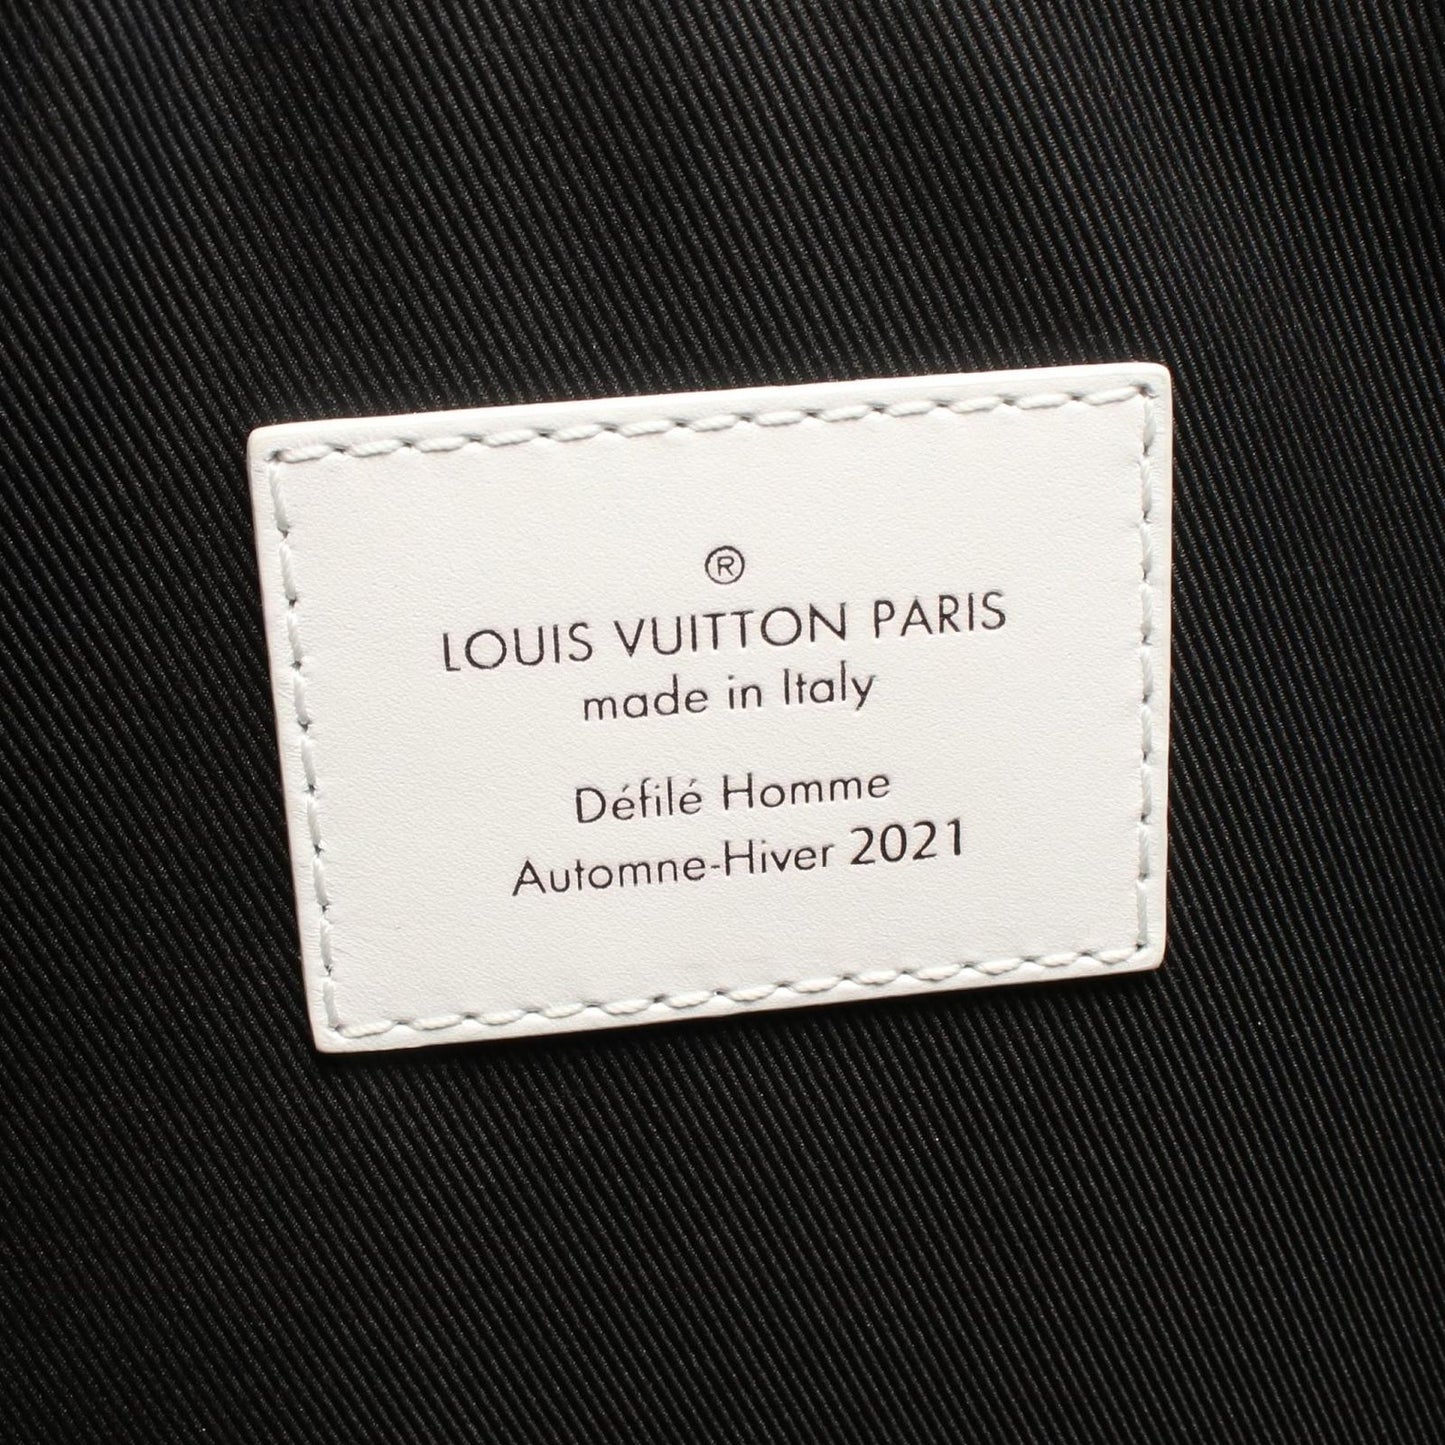 ®
LOUIS VUITTON PARIS
made in Italy
Défilé Homme
Automne-Hiver 2021